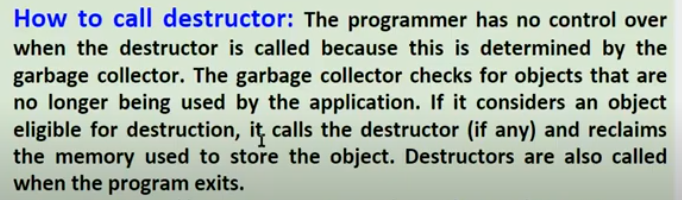 How to call destructor: The programmer has no control over
when the destructor is called because this is determined by the
garbage collector. The garbage collector checks for objects that are
no longer being used by the application. If it considers an object
eligible for destruction, it calls the destructor (if any) and reclaims
the memory used to store the object. Destructors are also called
when the program exits.